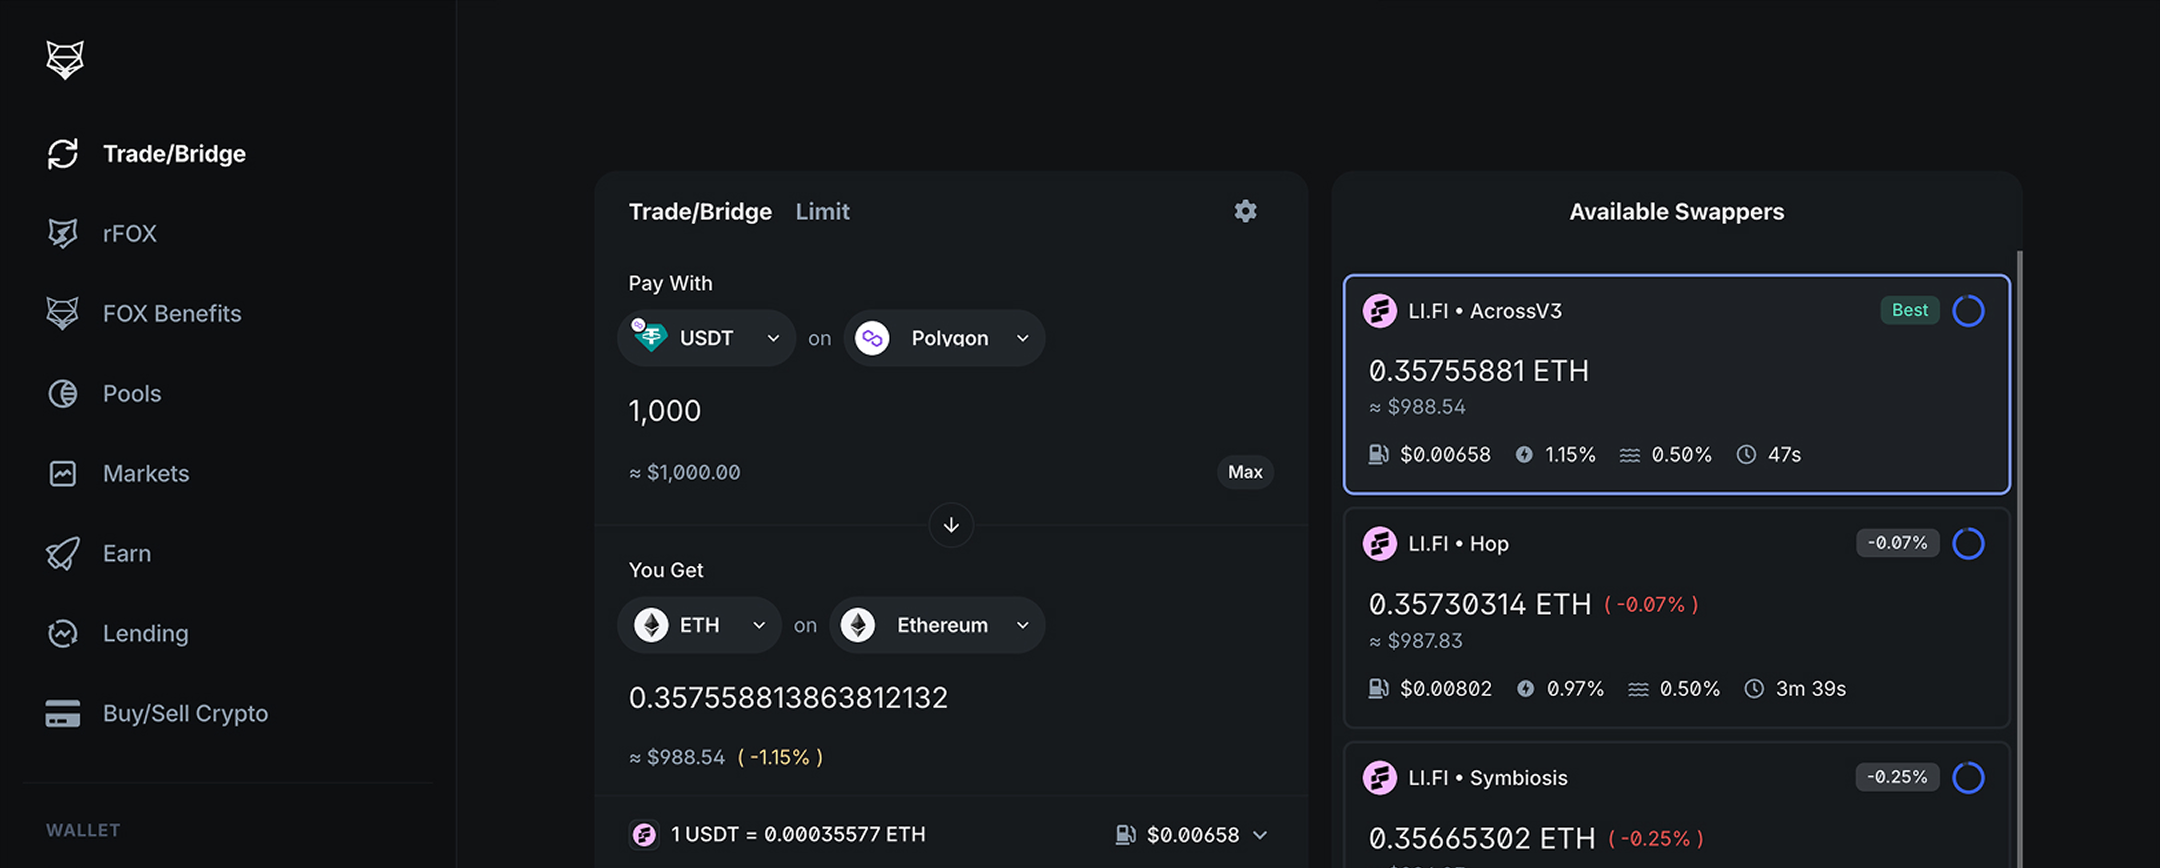 Trade/Bridge
rFOX
FOX Benefits
Pools
Markets
Earn
Lending
Buy/Sell Crypto
WALLET
Trade/Bridge Limit
Pay With
USDT on Polygon
1,000
≈ $1,000.00 Max
You Get
ETH on Ethereum
0.357558813863812132
≈ $988.54 ( -1.15% )
1 USDT = 0.00035577 ETH $0.00658
Available Swappers
LI.FI • AcrossV3 Best
0.35755881 ETH
≈ $988.54
$0.00658 1.15% 0.50% 47s
LI.FI • Hop -0.07%
0.35730314 ETH ( -0.07% )
≈ $987.83
$0.00802 0.97% 0.50% 3m 39s
LI.FI • Symbiosis -0.25%
0.35665302 ETH ( -0.25% )